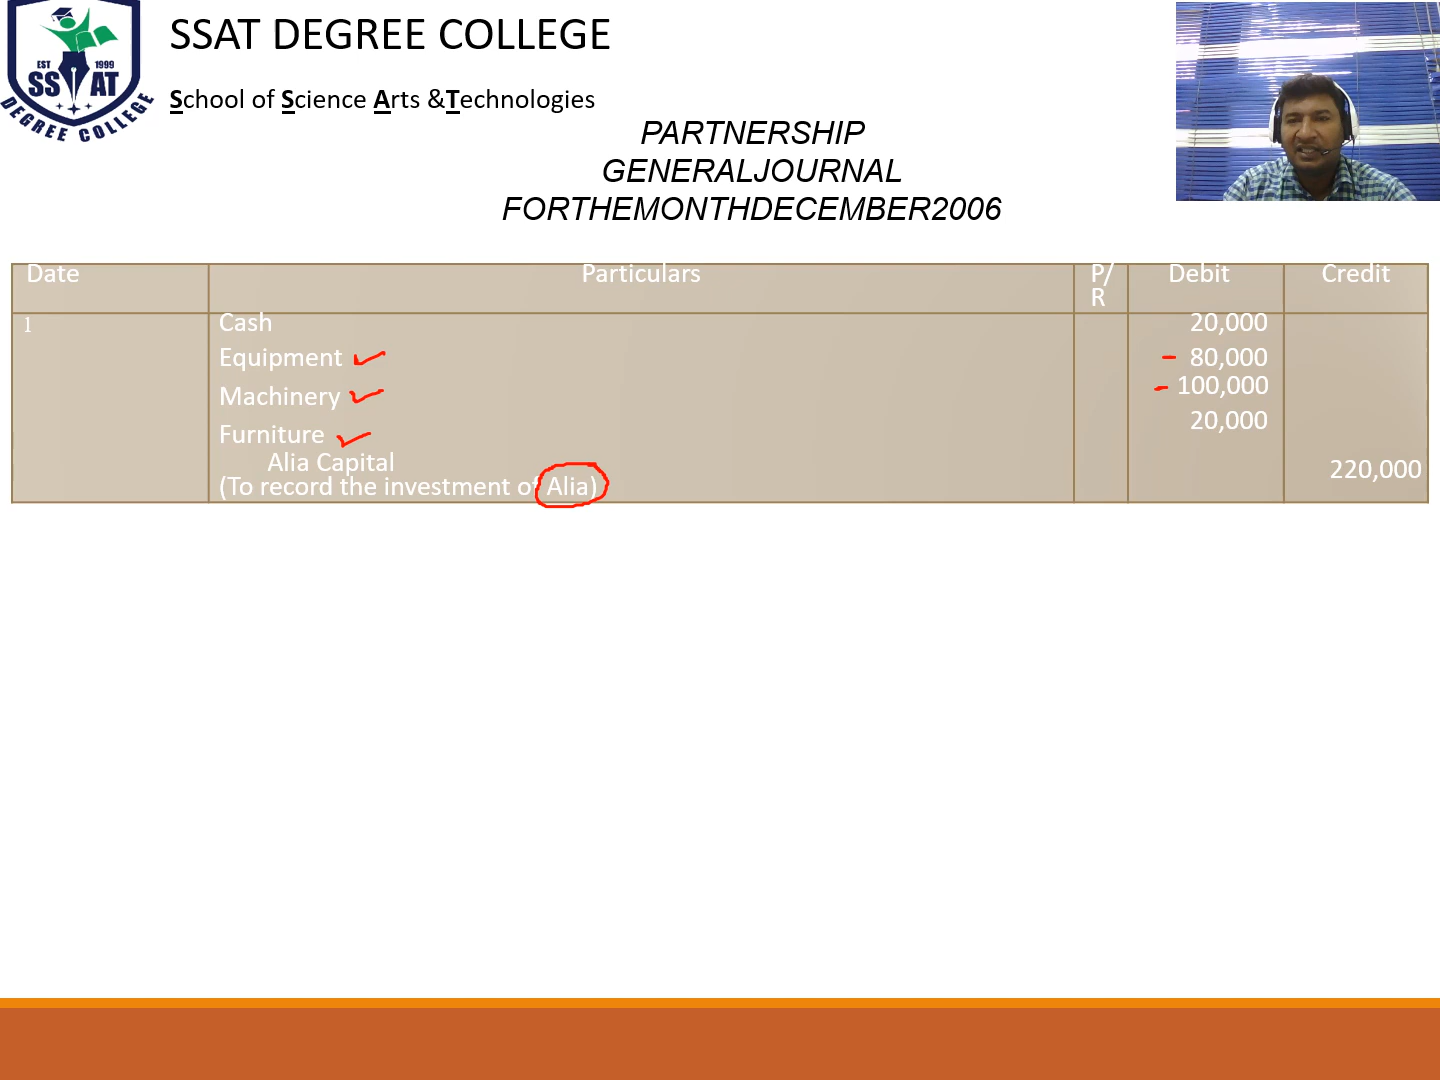 EST 1999
SSAT
DEGREE COLLEGE
SSAT DEGREE COLLEGE
School of Science Arts &Technologies
PARTNERSHIP
GENERALJOURNAL
FORTHEMONTHDECEMBER2006
Date Particulars P/R Debit Credit
1 Cash 20,000
Equipment 80,000
Machinery 100,000
Furniture 20,000
Alia Capital 220,000
(To record the investment of Alia)